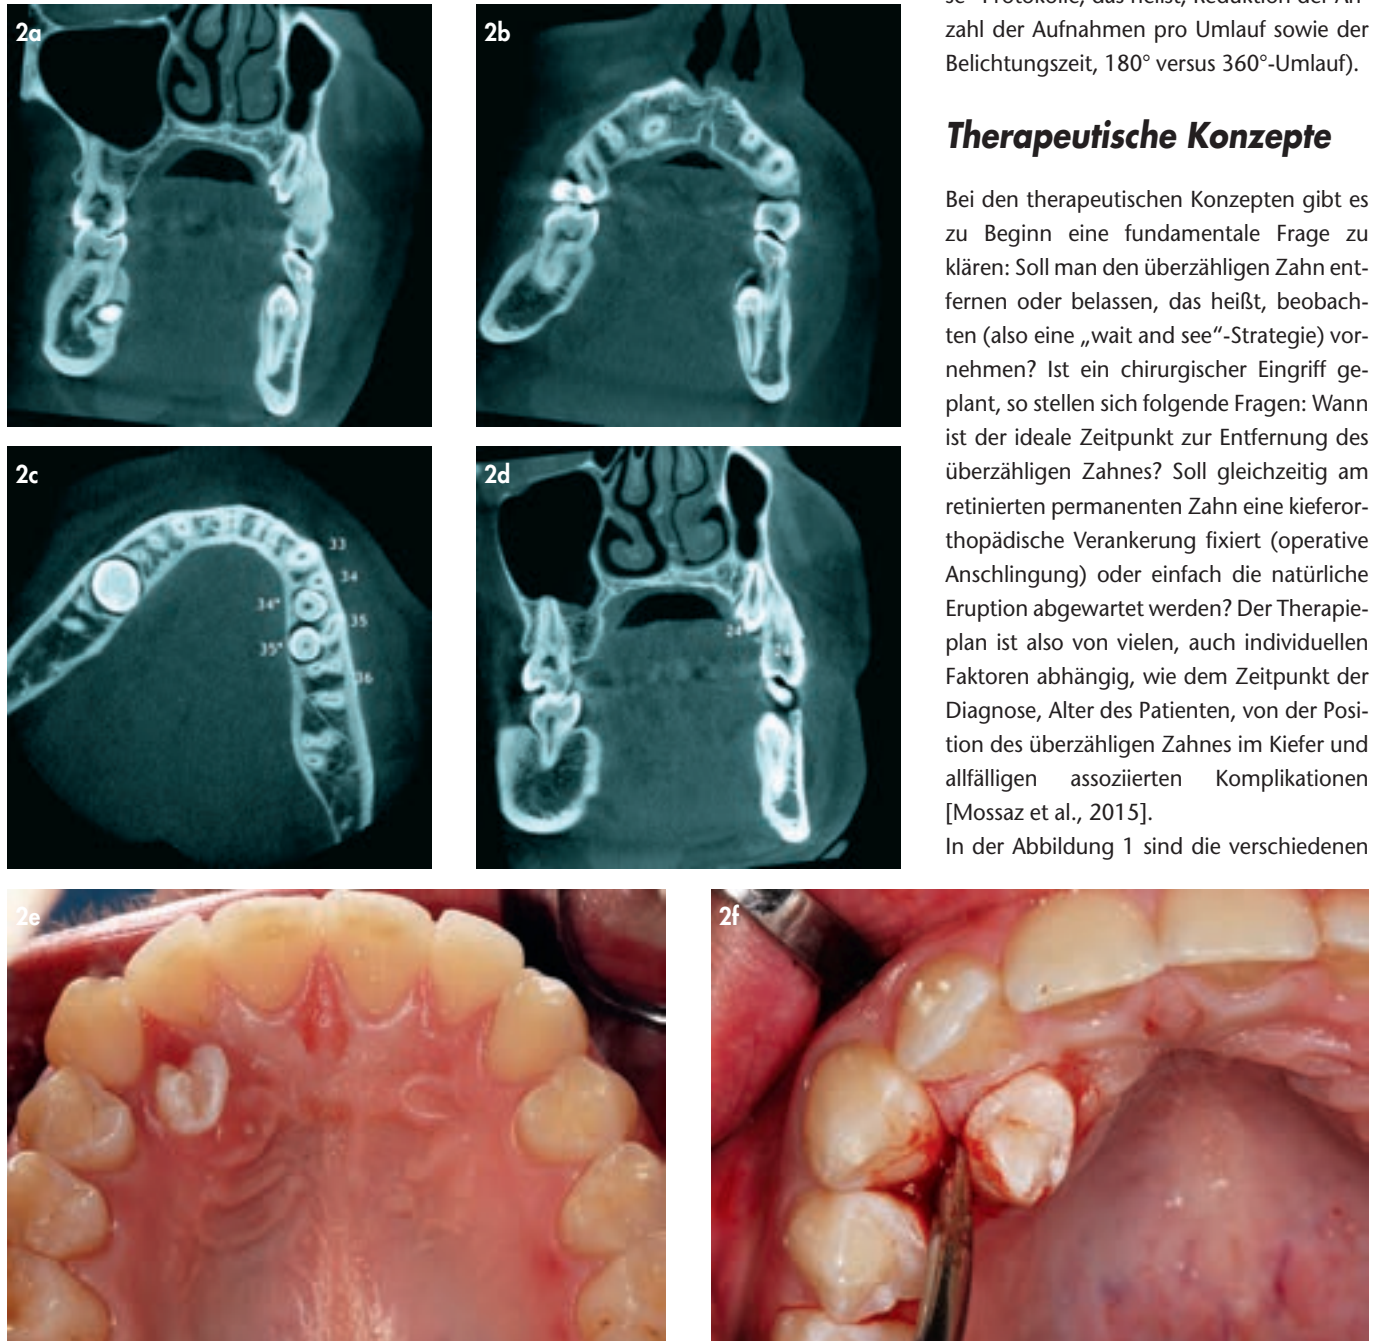 2a
2b
se“-Protokolle, das heißt, Reduktion der An-
zahl der Aufnahmen pro Umlauf sowie der
Belichtungszeit, 180° versus 360°-Umlauf).
Therapeutische Konzepte
Bei den therapeutischen Konzepten gibt es
zu Beginn eine fundamentale Frage zu
klären: Soll man den überzähligen Zahn ent-
fernen oder belassen, das heißt, beobach-
ten (also eine „wait and see“-Strategie) vor-
nehmen? Ist ein chirurgischer Eingriff ge-
plant, so stellen sich folgende Fragen: Wann
ist der ideale Zeitpunkt zur Entfernung des
überzähligen Zahnes? Soll gleichzeitig am
retinierten permanenten Zahn eine kieferor-
thopädische Verankerung fixiert (operative
Anschlingung) oder einfach die natürliche
Eruption abgewartet werden? Der Therapie-
plan ist also von vielen, auch individuellen
Faktoren abhängig, wie dem Zeitpunkt der
Diagnose, Alter des Patienten, von der Posi-
tion des überzähligen Zahnes im Kiefer und
allfälligen assoziierten Komplikationen
[Mossaz et al., 2015].
In der Abbildung 1 sind die verschiedenen
2c
33
34
34*
35
35*
36
2d
24*
24
2e
2f